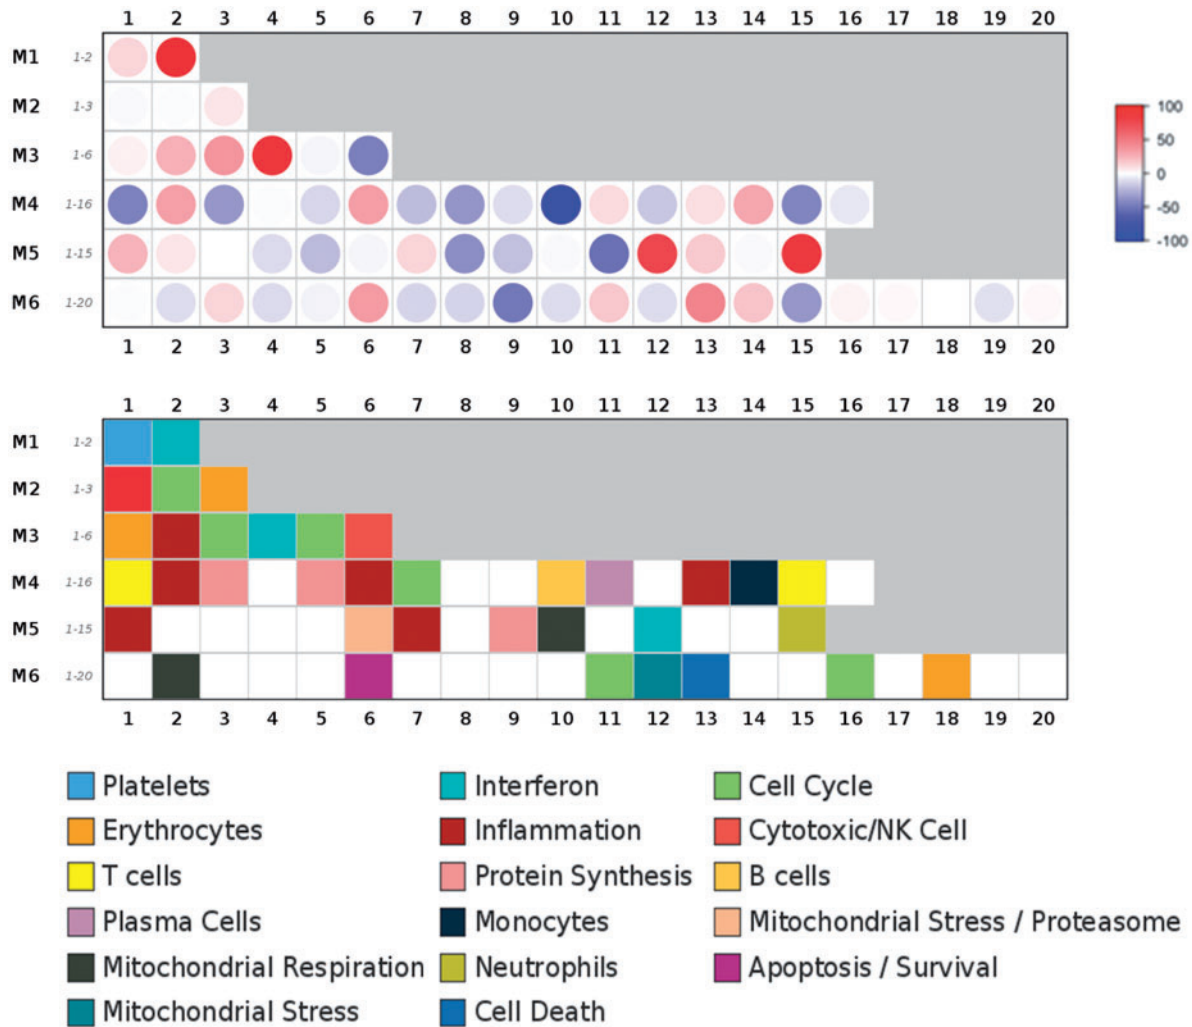 1 2 3 4 5 6 7 8 9 10 11 12 13 14 15 16 17 18 19 20
M1 1-2
M2 1-3
M3 1-6
M4 1-16
M5 1-15
M6 1-20
1 2 3 4 5 6 7 8 9 10 11 12 13 14 15 16 17 18 19 20
100
50
0
-50
-100
1 2 3 4 5 6 7 8 9 10 11 12 13 14 15 16 17 18 19 20
M1 1-2
M2 1-3
M3 1-6
M4 1-16
M5 1-15
M6 1-20
1 2 3 4 5 6 7 8 9 10 11 12 13 14 15 16 17 18 19 20
Platelets Interferon Cell Cycle
Erythrocytes Inflammation Cytotoxic/NK Cell
T cells Protein Synthesis B cells
Plasma Cells Monocytes Mitochondrial Stress / Proteasome
Mitochondrial Respiration Neutrophils Apoptosis / Survival
Mitochondrial Stress Cell Death